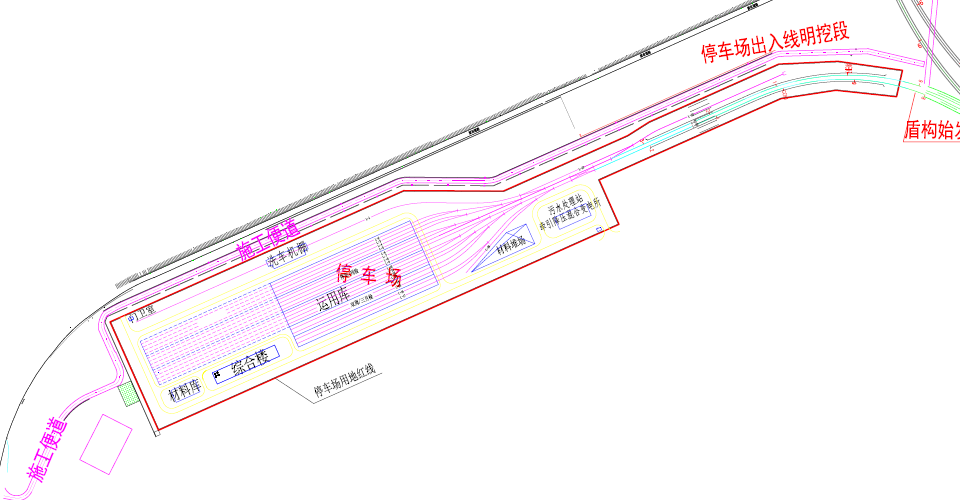 停车场出入线明挖段
盾构始发
施工便道
洗车机棚
污水处理站
牵引降压混合变电所
材料堆场
停车场
运用库
门卫室
综合楼
材料库
停车场用地红线
施工便道